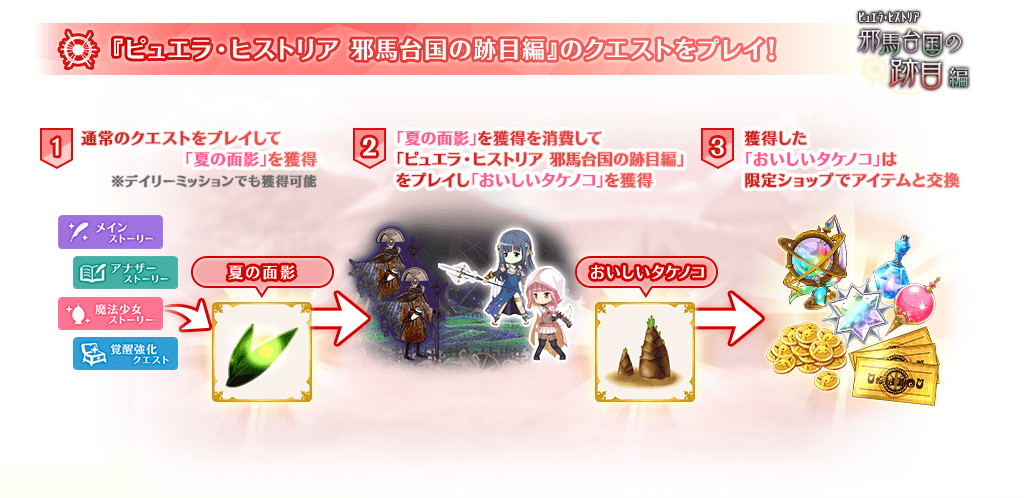 『ピュエラ・ヒストリア 邪馬台国の跡目編』のクエストをプレイ!
ピュエラ・ヒストリア
邪馬台国の
跡目編
1
通常のクエストをプレイして
「夏の面影」を獲得
※デイリーミッションでも獲得可能
2
「夏の面影」を獲得を消費して
「ピュエラ・ヒストリア 邪馬台国の跡目編」
をプレイし「おいしいタケノコ」を獲得
3
獲得した
「おいしいタケノコ」は
限定ショップでアイテムと交換
メイン
ストーリー
アナザー
ストーリー
魔法少女
ストーリー
覚醒強化
クエスト
夏の面影
おいしいタケノコ